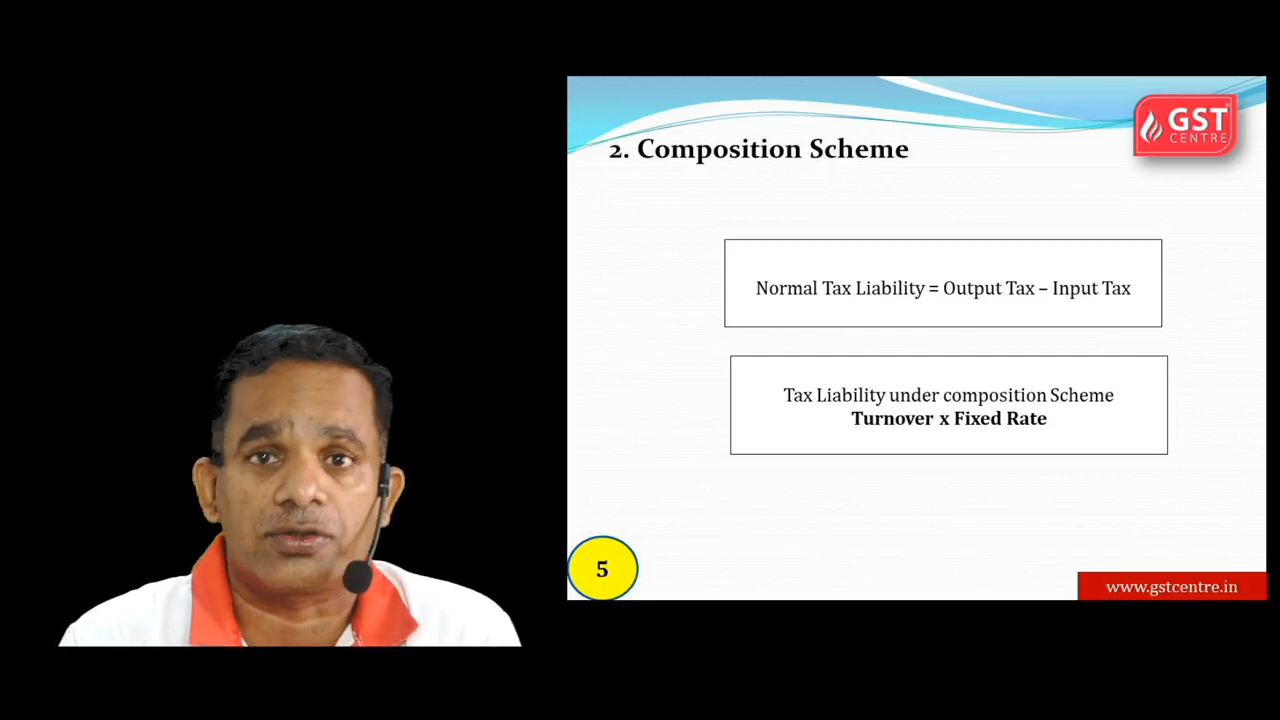 GST
CENTRE
2. Composition Scheme
Normal Tax Liability = Output Tax – Input Tax
Tax Liability under composition Scheme
Turnover x Fixed Rate
5
www.gstcentre.in